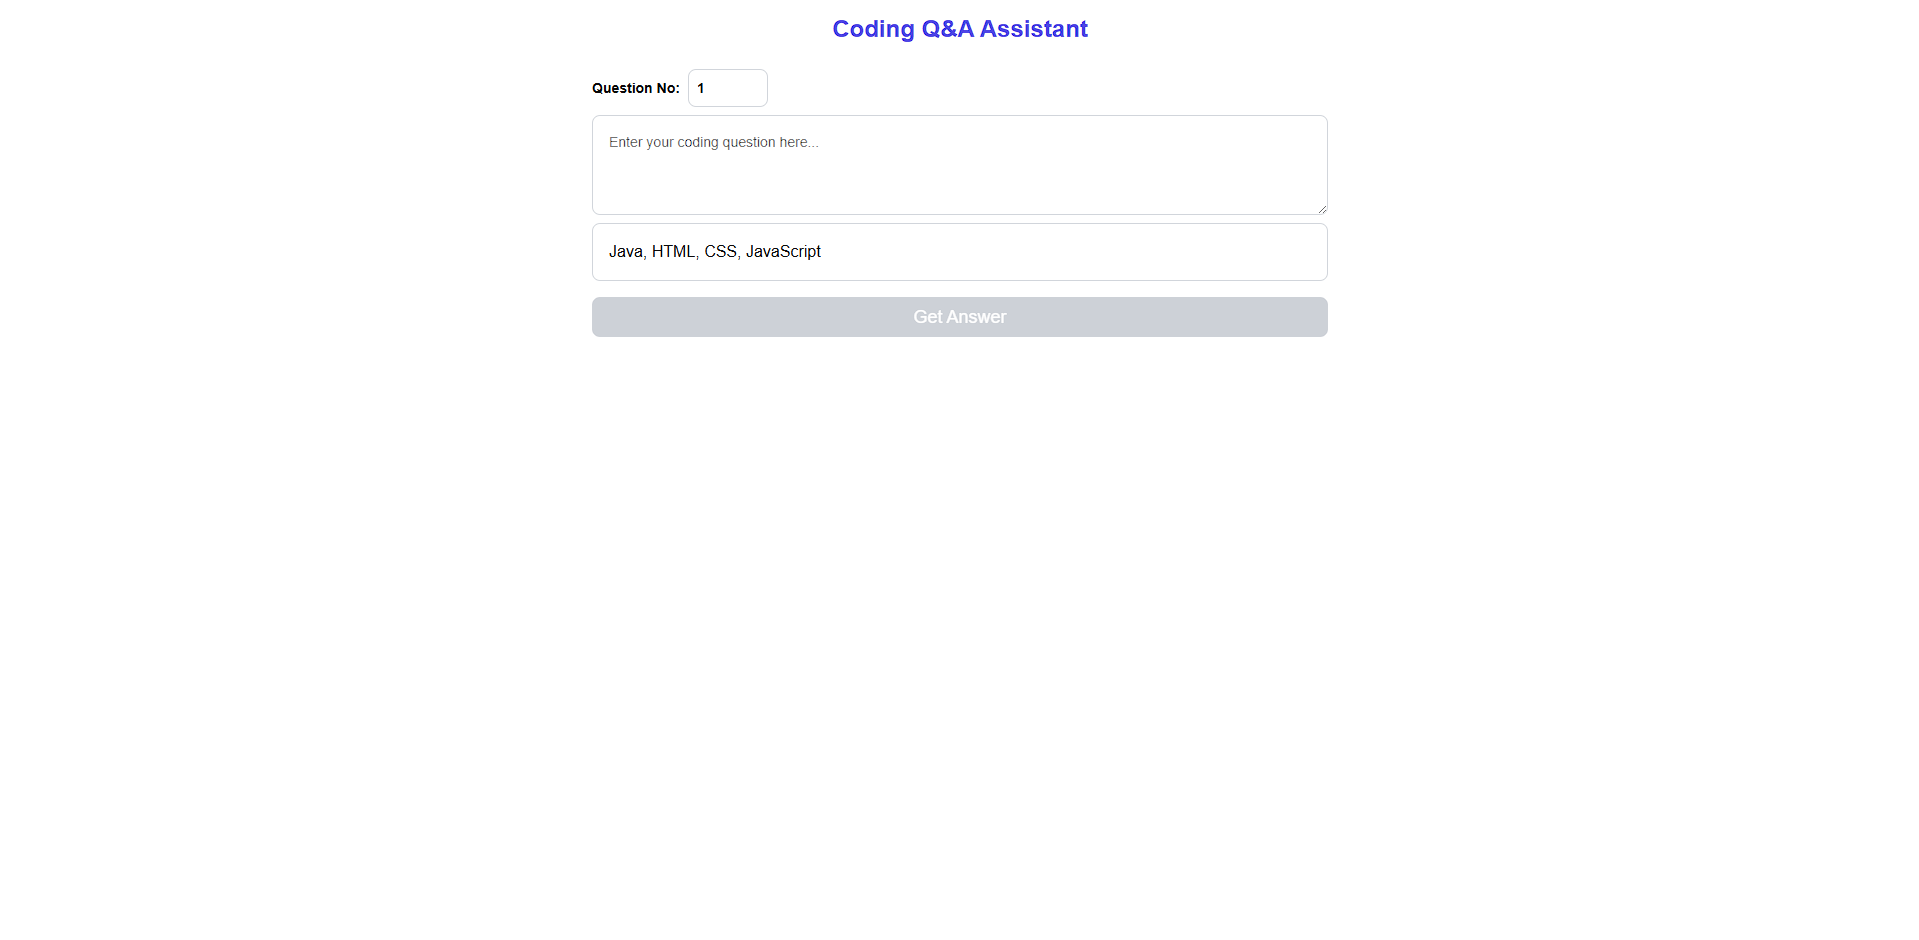 Coding Q&A Assistant
Question No: 1
Enter your coding question here...
Java, HTML, CSS, JavaScript
Get Answer